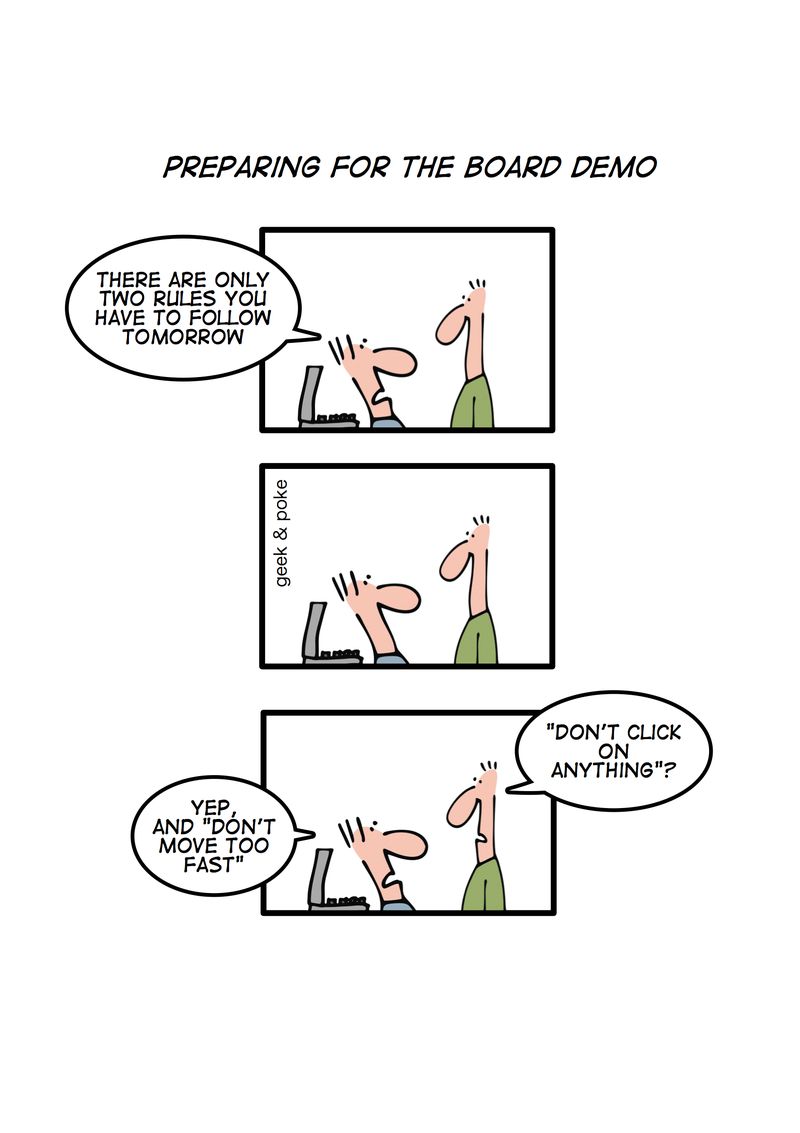 PREPARING FOR THE BOARD DEMO
THERE ARE ONLY
TWO RULES YOU
HAVE TO FOLLOW
TOMORROW
geek & poke
"DON'T CLICK
ON
ANYTHING"?
YEP,
AND "DON'T
MOVE TOO
FAST"